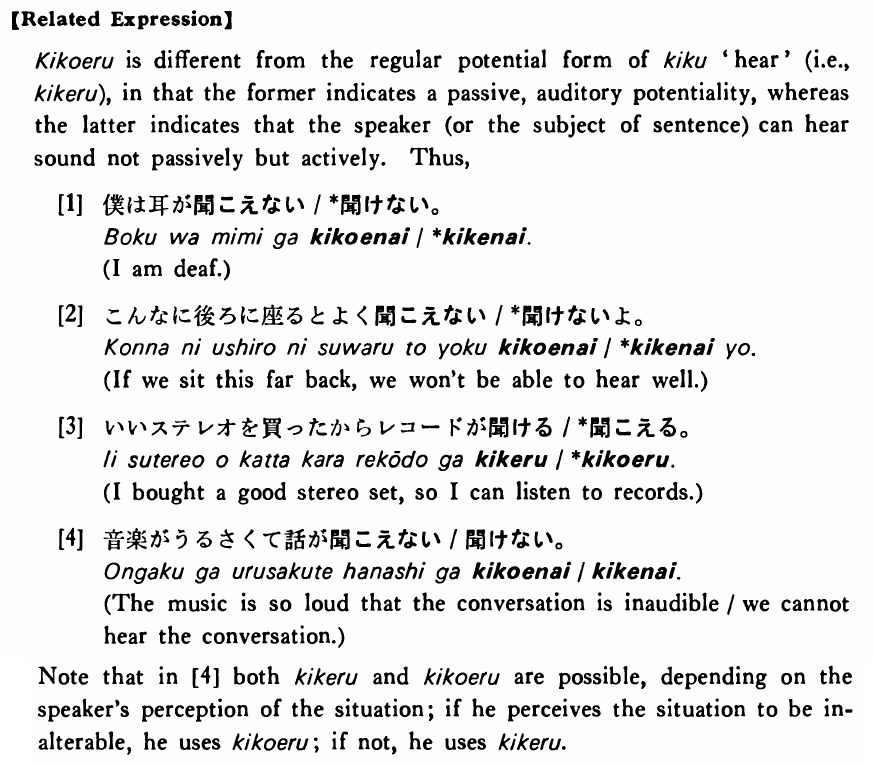 【Related Expression】
Kikoeru is different from the regular potential form of kiku ‘hear’ (i.e.,
kikeru), in that the former indicates a passive, auditory potentiality, whereas
the latter indicates that the speaker (or the subject of sentence) can hear
sound not passively but actively. Thus,
[1] 僕は耳が聞こえない / *聞けない。
Boku wa mimi ga kikoenai / *kikenai.
(I am deaf.)
[2] こんなに後ろに座るとよく聞こえない / *聞けないよ。
Konna ni ushiro ni suwaru to yoku kikoenai / *kikenai yo.
(If we sit this far back, we won't be able to hear well.)
[3] いいステレオを買ったからレコードが聞ける / *聞こえる。
Ii sutereo o katta kara rekōdo ga kikeru / *kikoeru.
(I bought a good stereo set, so I can listen to records.)
[4] 音楽がうるさくて話が聞こえない / 聞けない。
Ongaku ga urusakute hanashi ga kikoenai / kikenai.
(The music is so loud that the conversation is inaudible / we cannot
hear the conversation.)
Note that in [4] both kikeru and kikoeru are possible, depending on the
speaker's perception of the situation; if he perceives the situation to be in-
alterable, he uses kikoeru; if not, he uses kikeru.